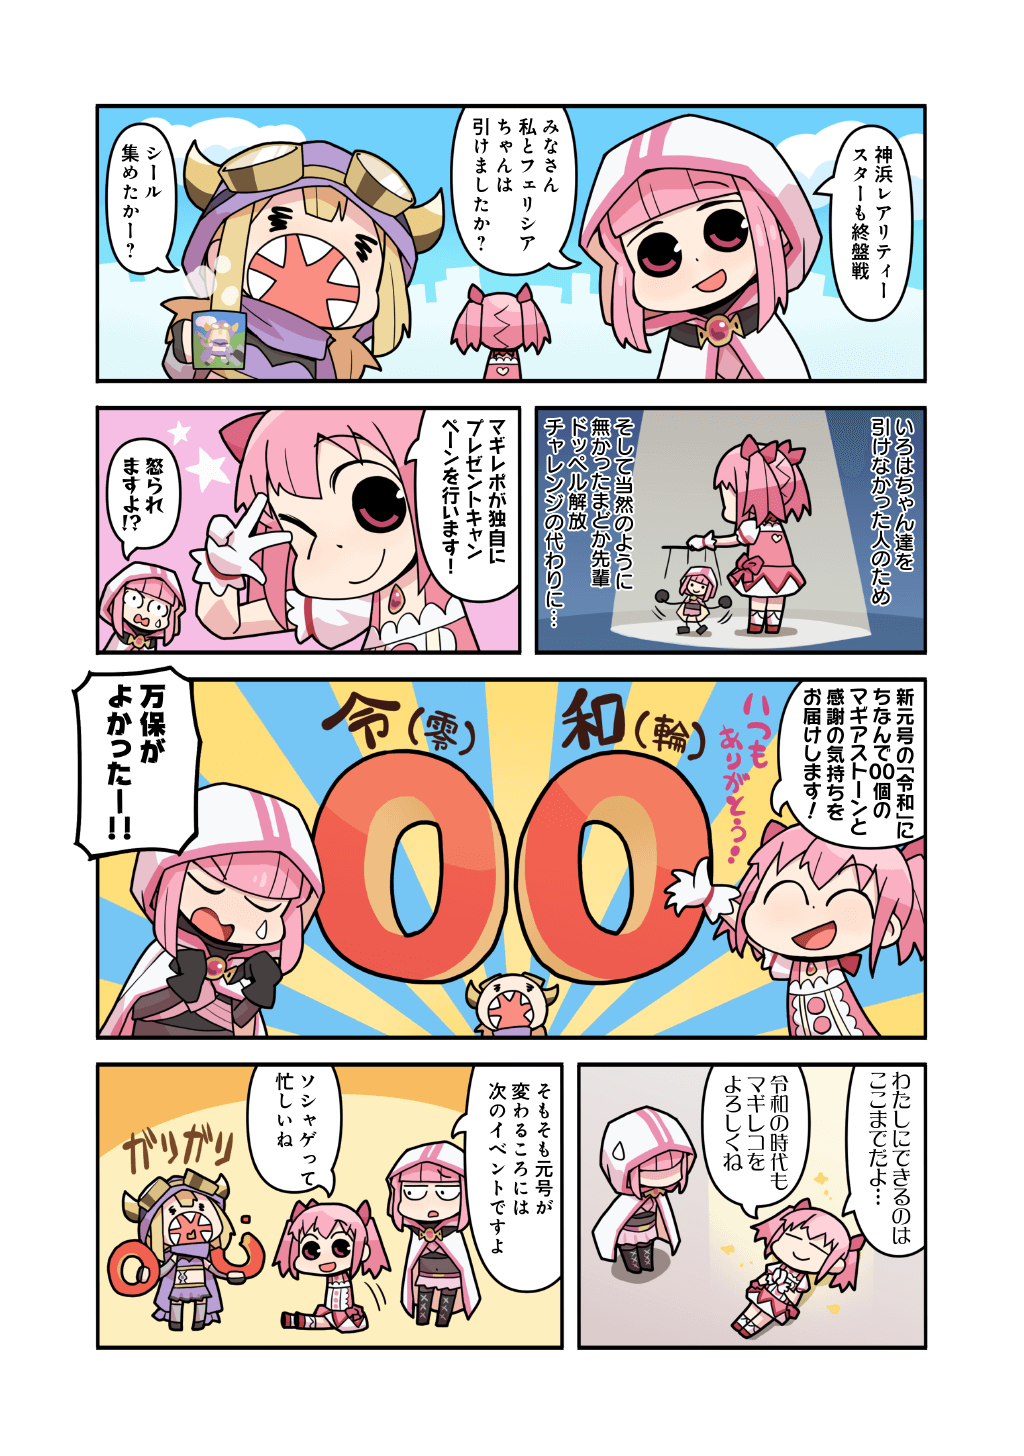 神浜レアリティー
スターも終盤戦
みなさん
私とフェリシア
ちゃんは
引けましたか？
シール
集めたかー？
いろはちゃん達を
引けなかった人のため
そして当然のように
無かったまどか先輩
ドッペル解放
チャレンジの代わりに…
マギレポが独自に
プレゼントキャン
ペーンを行います！
怒られ
ますよ!?
新元号の「令和」に
ちなんで00個の
マギアストーンと
感謝の気持ちを
お届けします！
いつも
ありがとう！
令(零)和(輪)
00
万保が
よかったー!!
わたしにできるのは
ここまでだよ…
令和の時代も
マギレコを
よろしくね
そもそも元号が
変わるころには
次のイベントですよ
ソシャゲって
忙しいね
ガリガリ